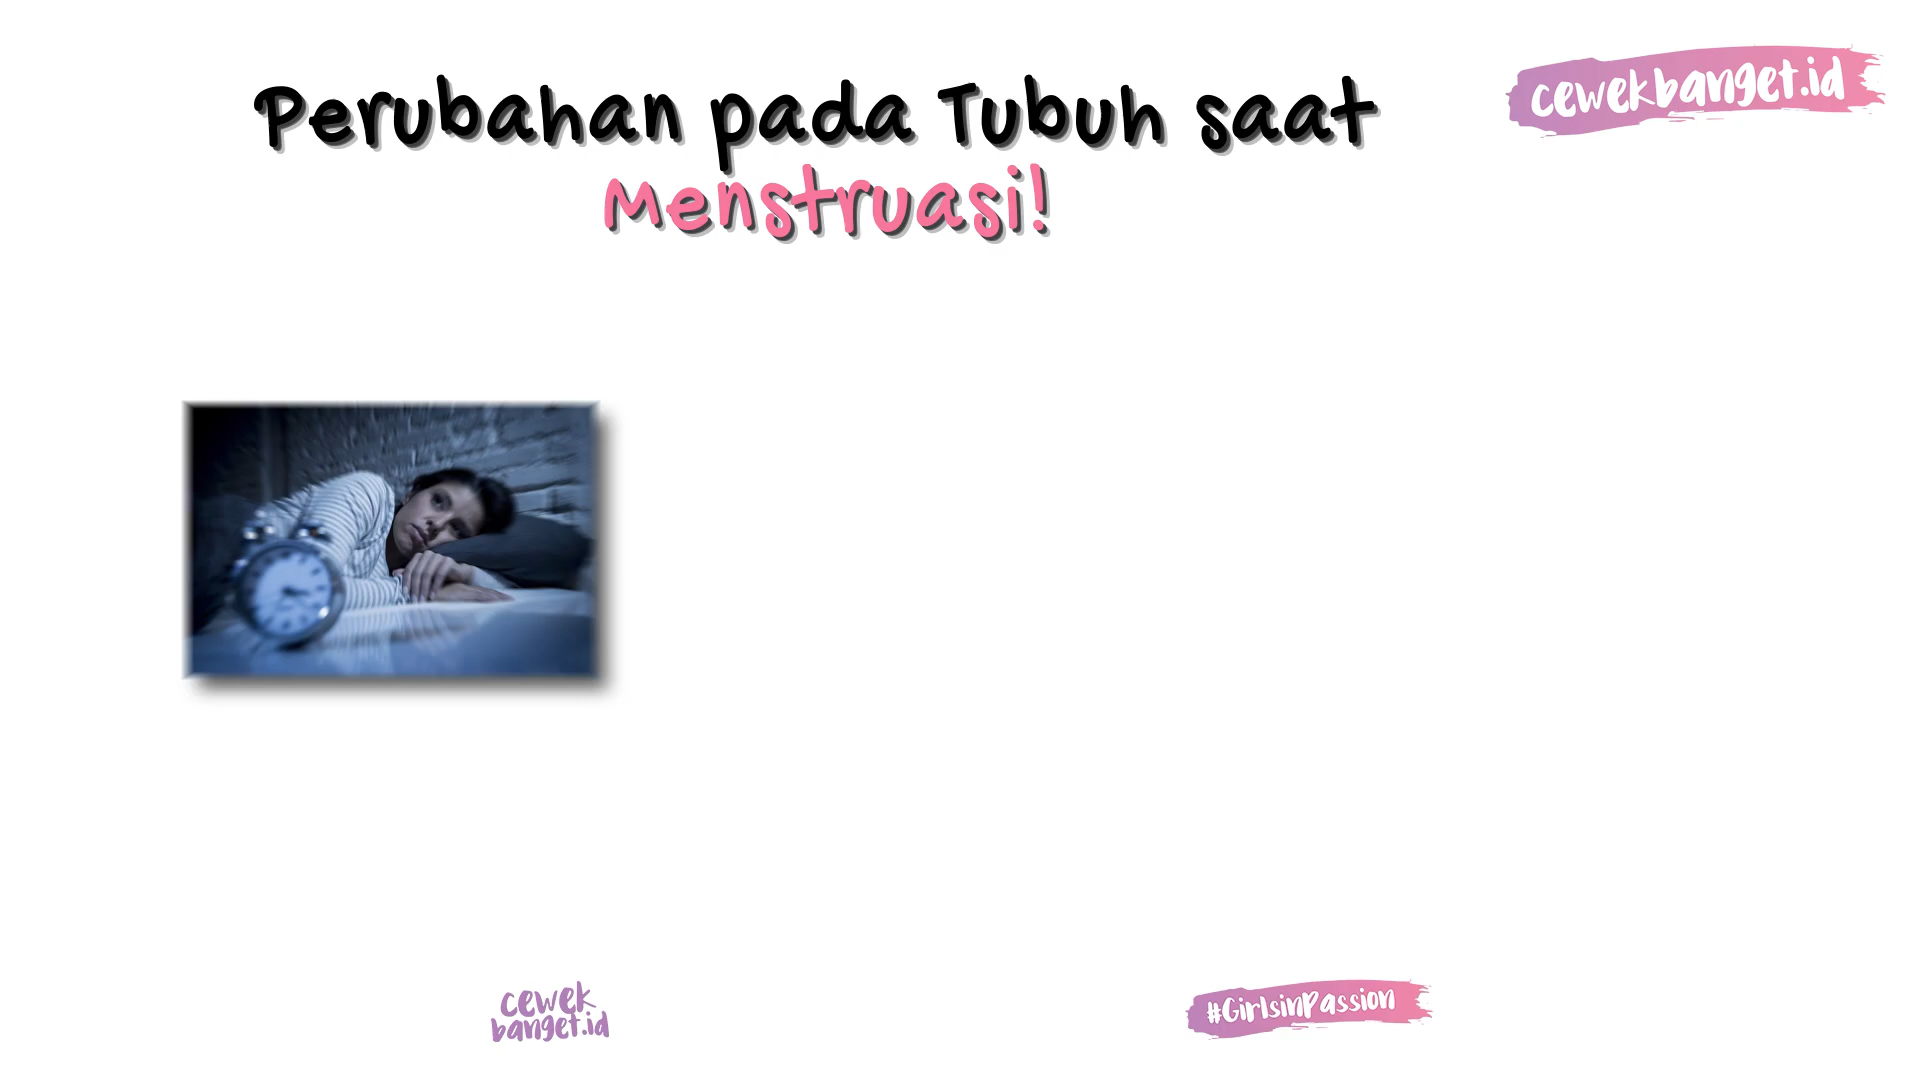 Perubahan pada Tubuh saat
Menstruasi!
cewekbanget.id
cewek
banget.id
#GirlsinPassion